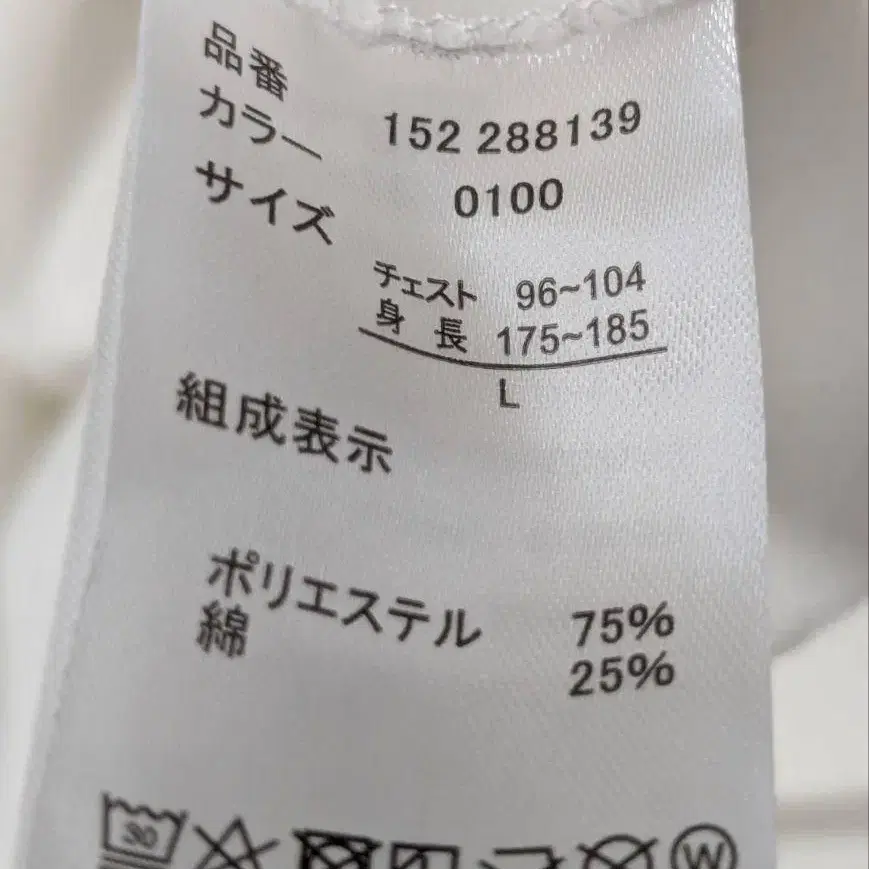 品番 152 288139
カラー 0100
サイズ
チェスト 96~104
身長 175~185
L
組成表示
ポリエステル 75%
綿 25%
30
W